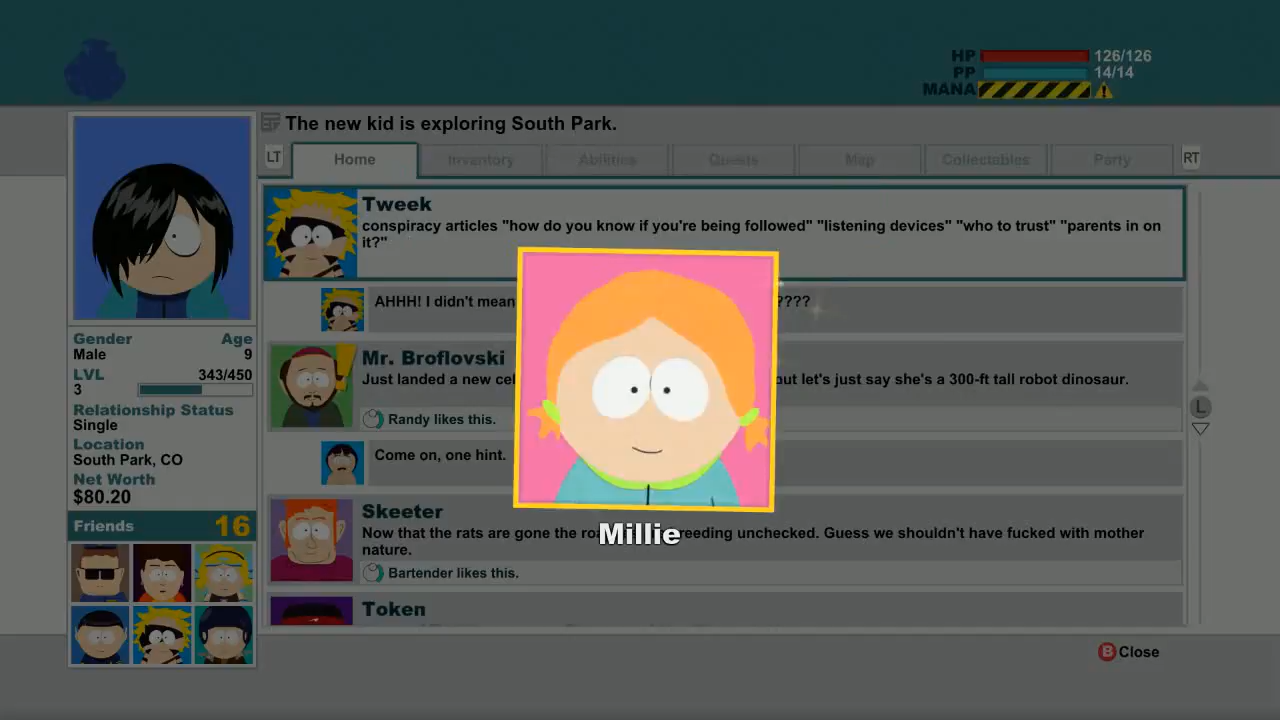 HP 126/126
PP 14/14
MANA
The new kid is exploring South Park.
LT Home Inventory Abilities Quests Map Collectables Party RT
Gender Age
Male 9
LVL 343/450
3
Relationship Status
Single
Location
South Park, CO
Net Worth
$80.20
Friends 16
Tweek
conspiracy articles "how do you know if you're being followed" "listening devices" "who to trust" "parents in on
it?"
AHHH! I didn't mean ????
Mr. Broflovski
Just landed a new but let's just say she's a 300-ft tall robot dinosaur.
Randy likes this.
Come on, one hint.
Skeeter
Now that the rats are gone the unchecked. Guess we shouldn't have fucked with mother
nature.
Bartender likes this.
Token
Millie
L
B Close